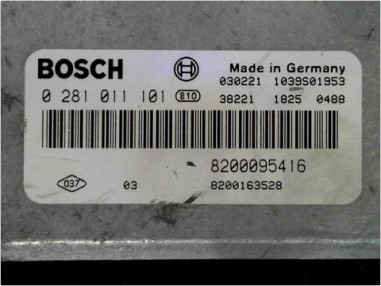 BOSCH Made in Germany
030221 1039S01953
0 281 011 101 810 38221 1825 0488
8200095416
037 03 8200163528